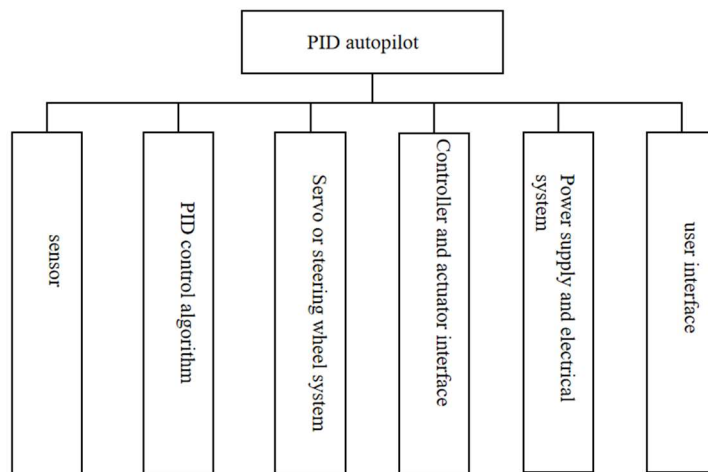 PID autopilot
sensor
PID control algorithm
Servo or steering wheel system
Controller and actuator interface
Power supply and electrical
system
user interface